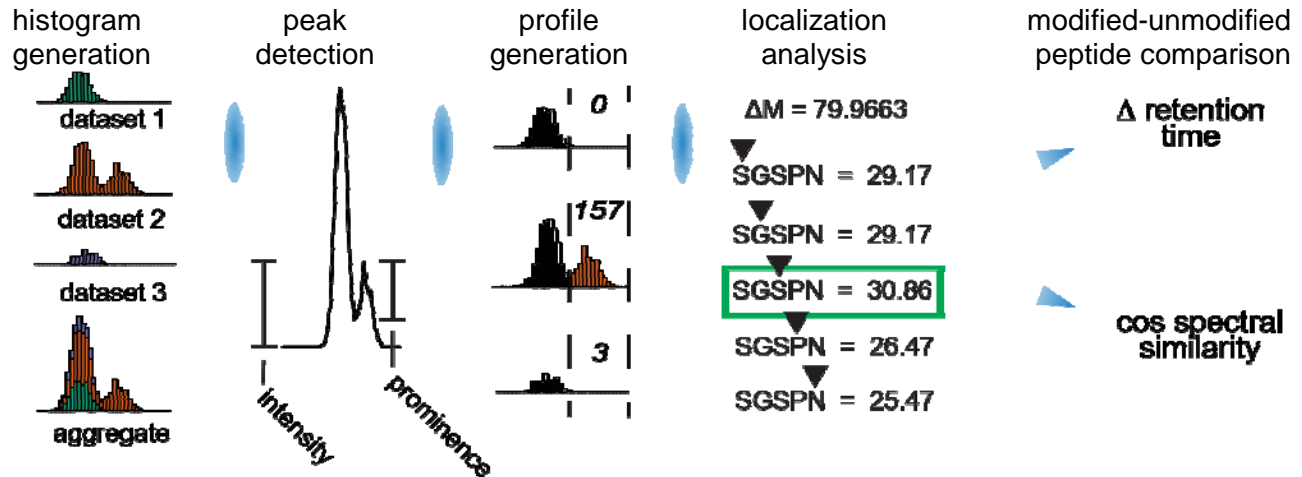 histogram
generation
peak
detection
profile
generation
localization
analysis
modified-unmodified
peptide comparison
dataset 1
dataset 2
dataset 3
aggregate
intensity
prominence
0
157
3
ΔM = 79.9663
SGSPN = 29.17
SGSPN = 29.17
SGSPN = 30.86
SGSPN = 26.47
SGSPN = 25.47
Δ retention
time
cos spectral
similarity